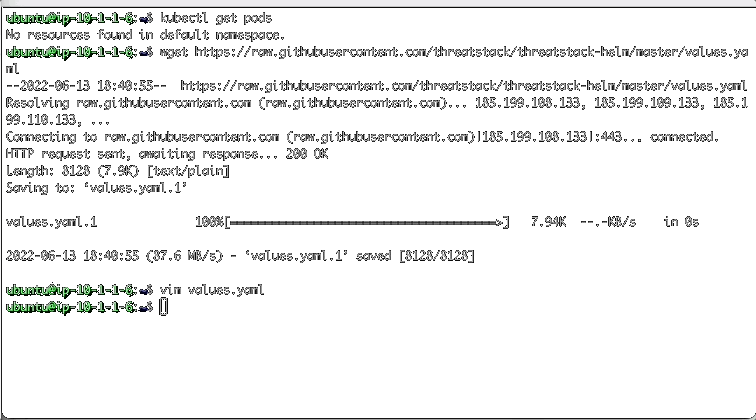 ubuntu@ip-10-1-1-6:~$ kubectl get pods
No resources found in default namespace.
ubuntu@ip-10-1-1-6:~$ wget https://raw.githubusercontent.com/threatstack/threatstack-helm/master/values.ya
ml
--2022-06-13 18:40:55--  https://raw.githubusercontent.com/threatstack/threatstack-helm/master/values.yaml
Resolving raw.githubusercontent.com (raw.githubusercontent.com)... 185.199.108.133, 185.199.109.133, 185.1
99.110.133, ...
Connecting to raw.githubusercontent.com (raw.githubusercontent.com)|185.199.108.133|:443... connected.
HTTP request sent, awaiting response... 200 OK
Length: 8128 (7.9K) [text/plain]
Saving to: ‘values.yaml.1’
values.yaml.1 100%[===================================================>] 7.94K --.-KB/s in 0s
2022-06-13 18:40:55 (87.6 MB/s) - ‘values.yaml.1’ saved [8128/8128]
ubuntu@ip-10-1-1-6:~$ vim values.yaml
ubuntu@ip-10-1-1-6:~$